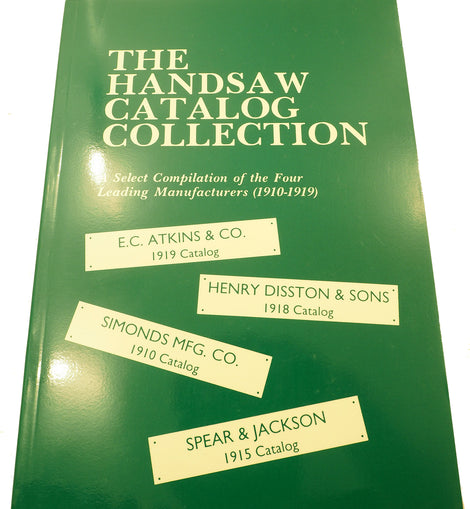 THE
HANDSAW
CATALOG
COLLECTION
A Select Compilation of the Four
Leading Manufacturers (1910-1919)
E.C. ATKINS & CO.
1919 Catalog
HENRY DISSTON & SONS
1918 Catalog
SIMONDS MFG. CO.
1910 Catalog
SPEAR & JACKSON
1915 Catalog